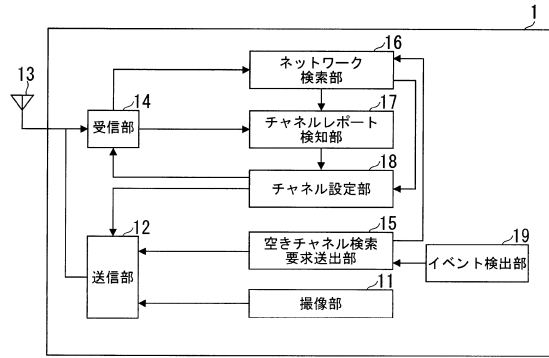 1
16
ネットワーク
検索部
13
14
受信部
17
チャネルレポート
検知部
18
チャネル設定部
12
送信部
15
空きチャネル検索
要求送出部
19
イベント検出部
11
撮像部